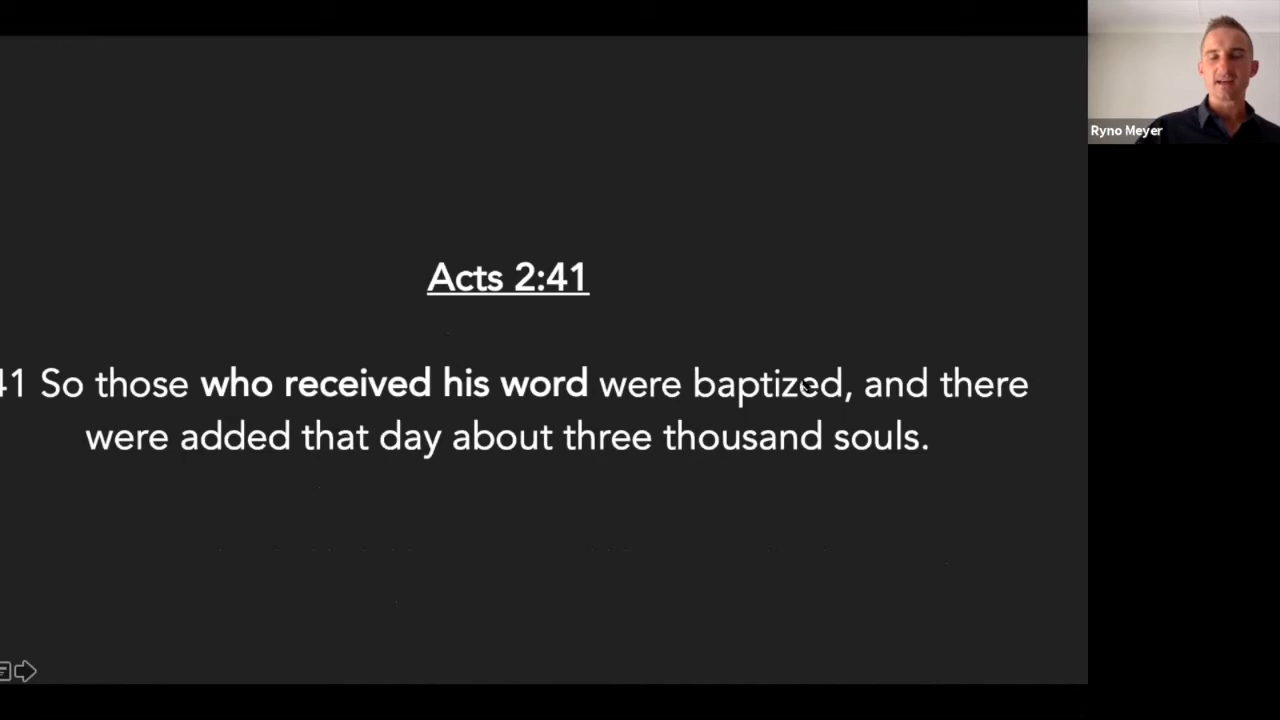 Ryno Meyer
Acts 2:41
41 So those who received his word were baptized, and there
were added that day about three thousand souls.